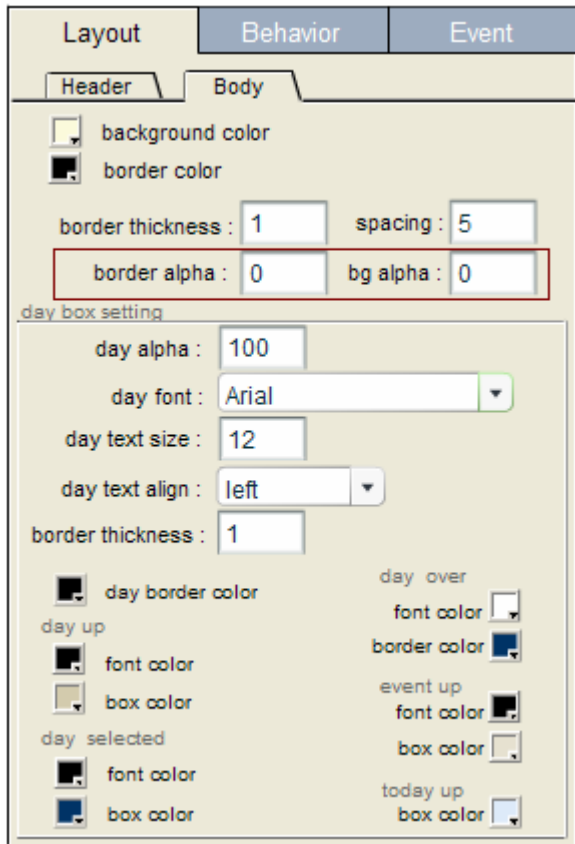 Layout Behavior Event
Header Body
background color
border color
border thickness : 1 spacing : 5
border alpha : 0 bg alpha : 0
day box setting
day alpha : 100
day font : Arial
day text size : 12
day text align : left
border thickness : 1
day border color
day up
font color
box color
day selected
font color
box color
day over
font color
border color
event up
font color
box color
today up
box color